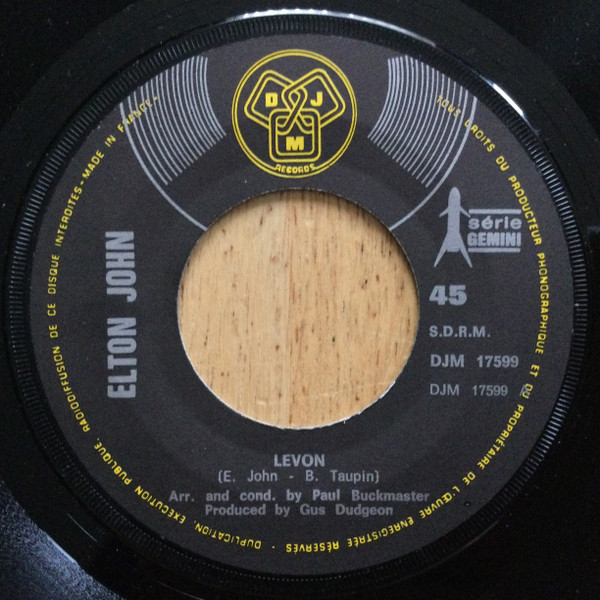 D J M
RECORDS
TOUS DROITS DU PRODUCTEUR PHONOGRAPHIQUE ET DU PROPRIÉTAIRE DE L'ŒUVRE ENREGISTRÉE RÉSERVÉS · DUPLICATION, EXÉCUTION PUBLIQUE, RADIODIFFUSION DE CE DISQUE INTERDITES - MADE IN FRANCE -
ELTON JOHN
série
GEMINI
45
S.D.R.M.
DJM 17599
DJM 17599
LEVON
(E. John - B. Taupin)
Arr. and cond. by Paul Buckmaster
Produced by Gus Dudgeon